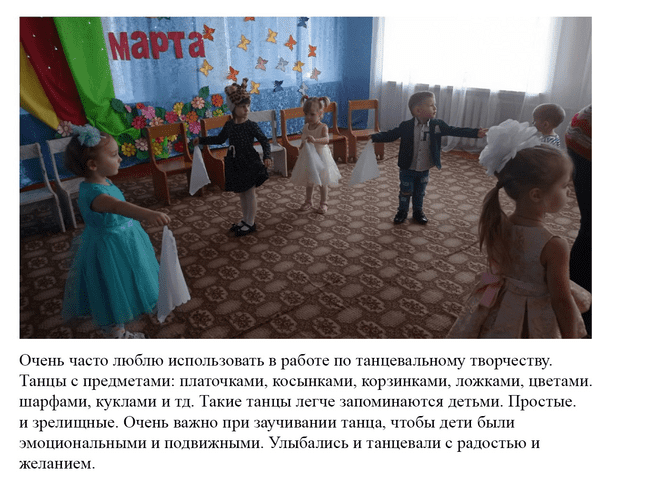 марта
Очень часто люблю использовать в работе по танцевальному творчеству.
Танцы с предметами: платочками, косынками, корзинками, ложками, цветами.
шарфами, куклами и тд. Такие танцы легче запоминаются детьми. Простые.
и зрелищные. Очень важно при заучивании танца, чтобы дети были
эмоциональными и подвижными. Улыбались и танцевали с радостью и
желанием.